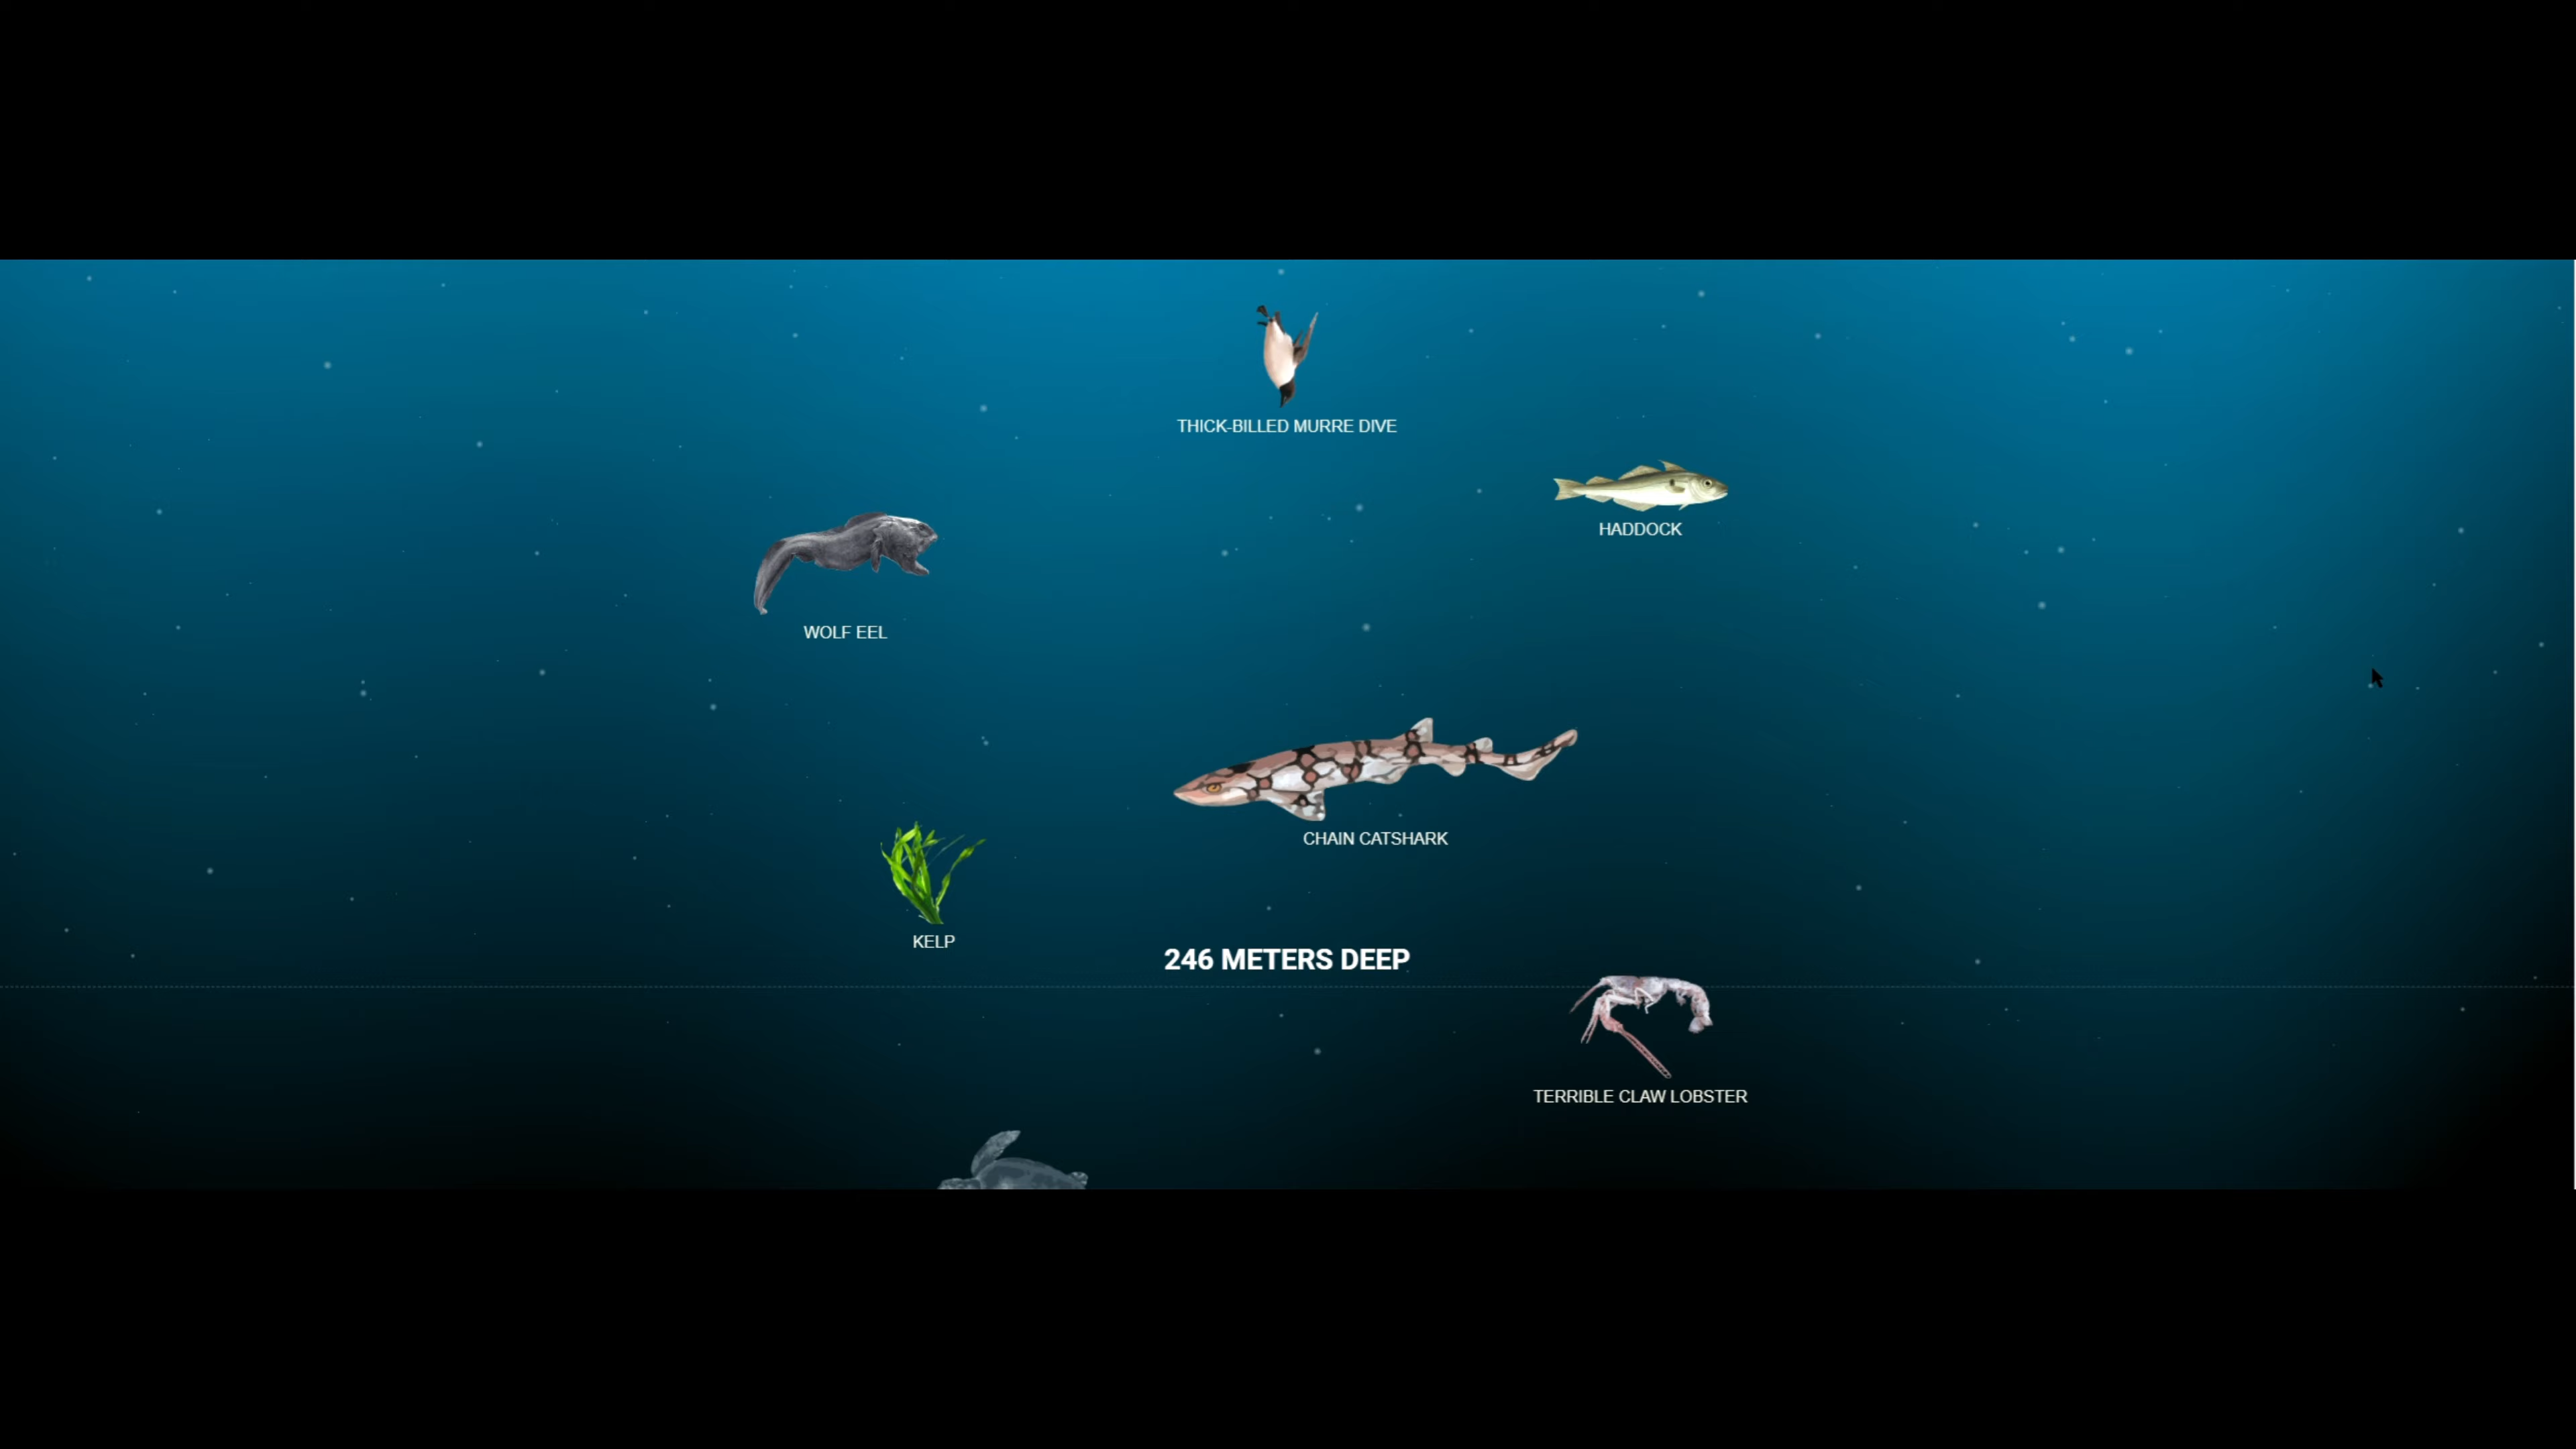 THICK-BILLED MURRE DIVE
HADDOCK
WOLF EEL
CHAIN CATSHARK
KELP
246 METERS DEEP
TERRIBLE CLAW LOBSTER